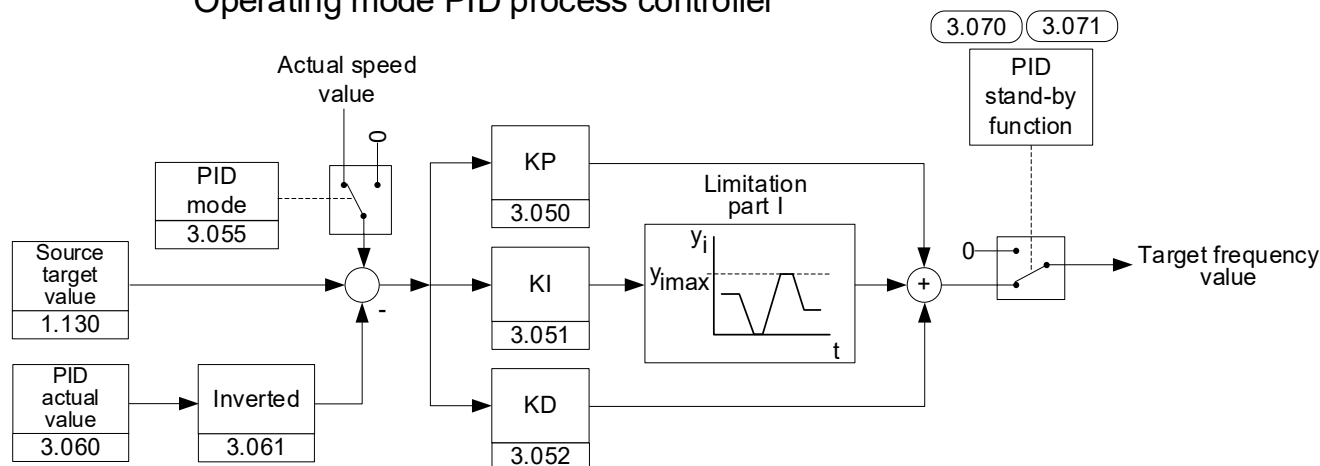 Operating mode PID process controller
3.070
3.071
PID
stand-by
function
Actual speed
value
0
PID
mode
3.055
Source
target
value
1.130
PID
actual
value
3.060
Inverted
3.061
-
KP
3.050
KI
3.051
KD
3.052
Limitation
part I
yi
yimax
t
+
0
Target frequency
value